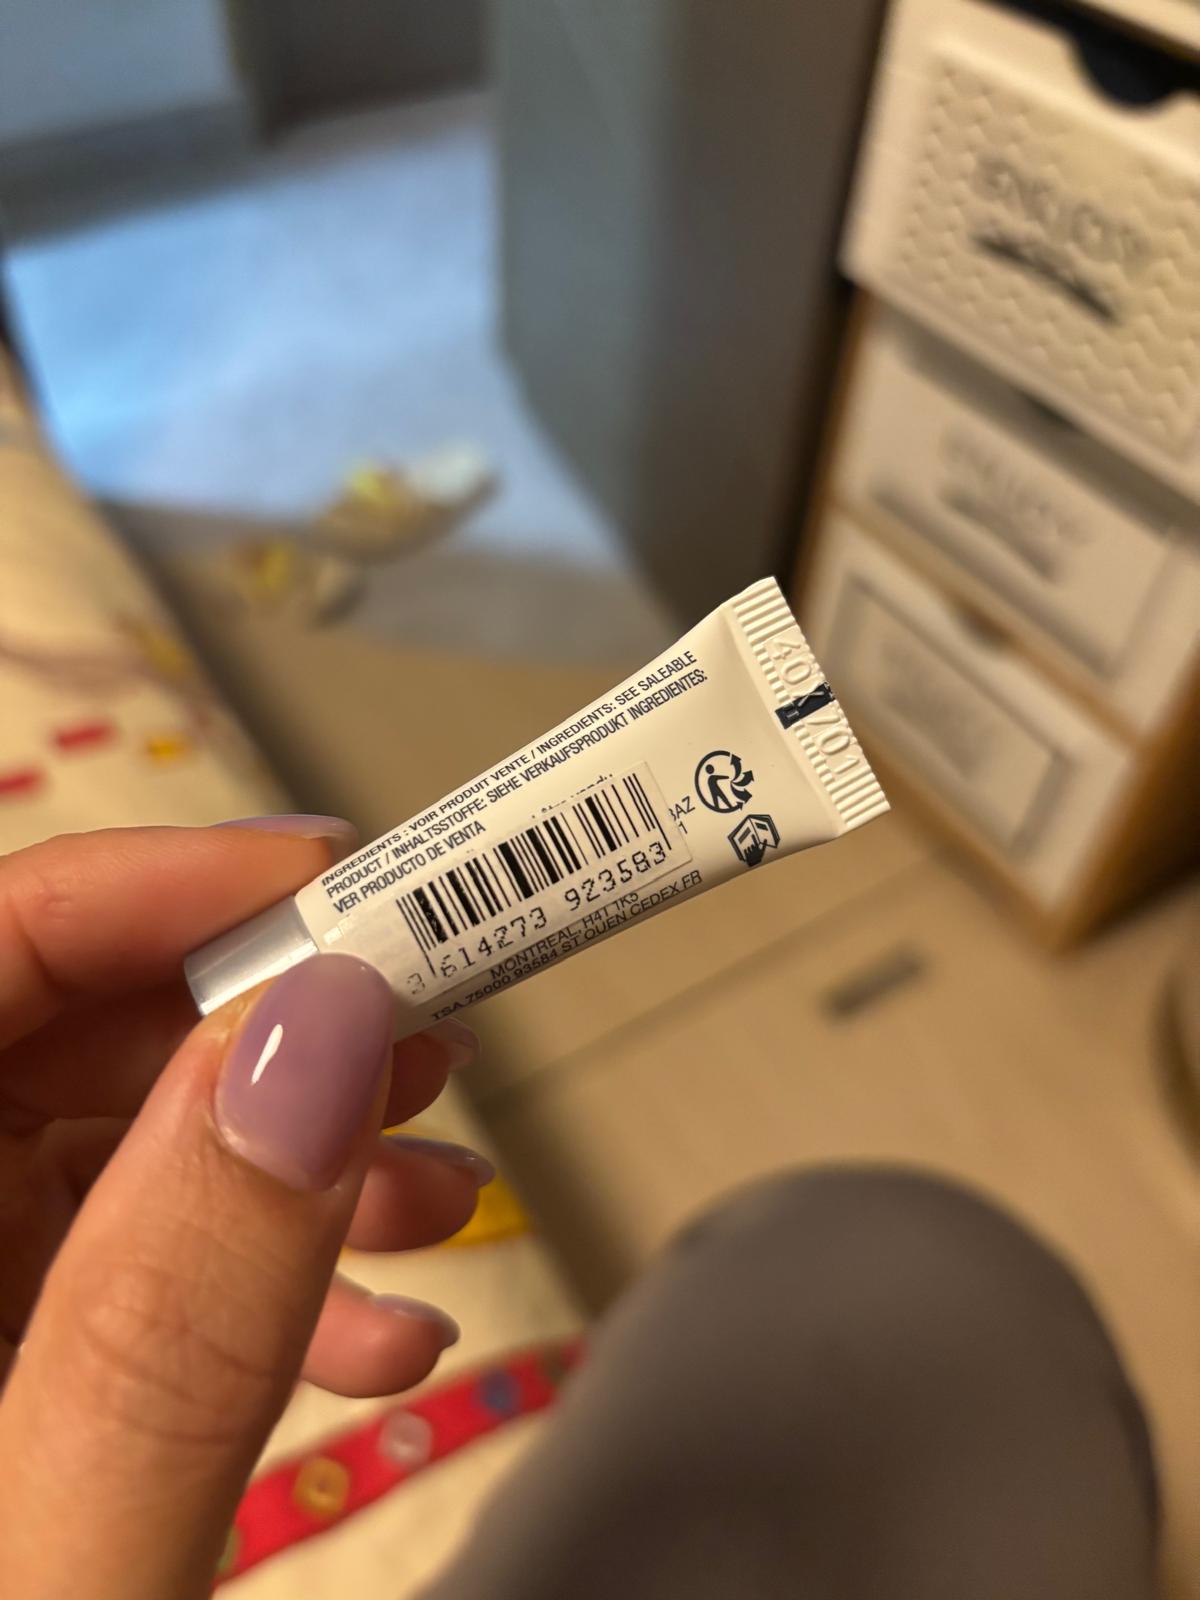 INGREDIENTS : VOIR PRODUIT VENTE / INGREDIENTS: SEE SALEABLE
PRODUCT / INHALTSSTOFFE: SIEHE VERKAUFSPRODUKT INGREDIENTES:
VER PRODUCTO DE VENTA
3 614273 923583
MONTREAL, H4T 1K5
TSA 75000 93584 ST OUEN CEDEX FR
40X701
ENJOY